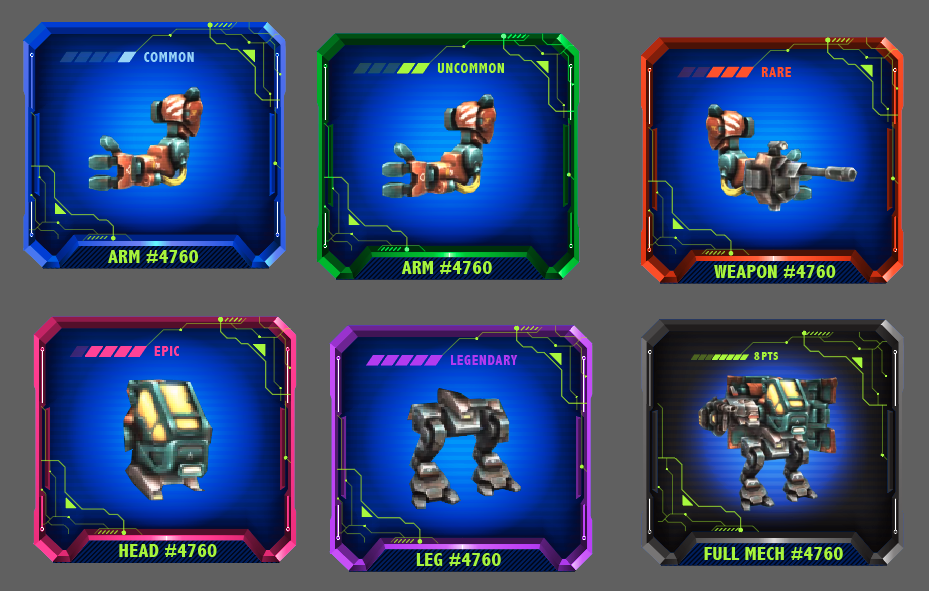 COMMON
ARM #4760
UNCOMMON
ARM #4760
RARE
WEAPON #4760
EPIC
HEAD #4760
LEGENDARY
LEG #4760
8 PTS
FULL MECH #4760